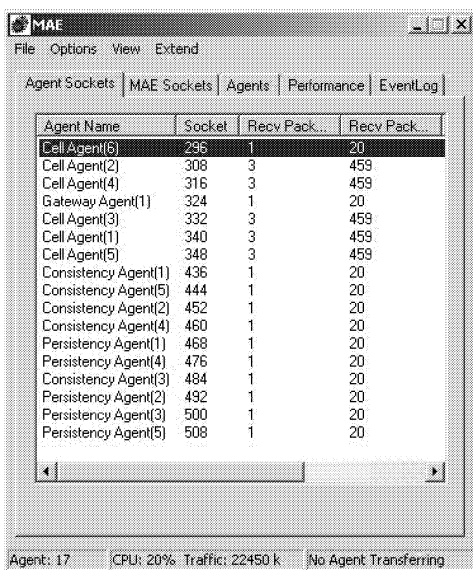 MAE
File Options View Extend
Agent Sockets MAE Sockets Agents Performance EventLog
Agent Name Socket Recv Pack... Recv Pack...
Cell Agent(6) 296 1 20
Cell Agent(2) 308 3 459
Cell Agent(4) 316 3 459
Gateway Agent(1) 324 1 20
Cell Agent(3) 332 3 459
Cell Agent(1) 340 3 459
Cell Agent(5) 348 3 459
Consistency Agent(1) 436 1 20
Consistency Agent(5) 444 1 20
Consistency Agent(2) 452 1 20
Consistency Agent(4) 460 1 20
Persistency Agent(1) 468 1 20
Persistency Agent(4) 476 1 20
Consistency Agent(3) 484 1 20
Persistency Agent(2) 492 1 20
Persistency Agent(3) 500 1 20
Persistency Agent(5) 508 1 20
Agent: 17 CPU: 20% Traffic: 22450 k No Agent Transferring